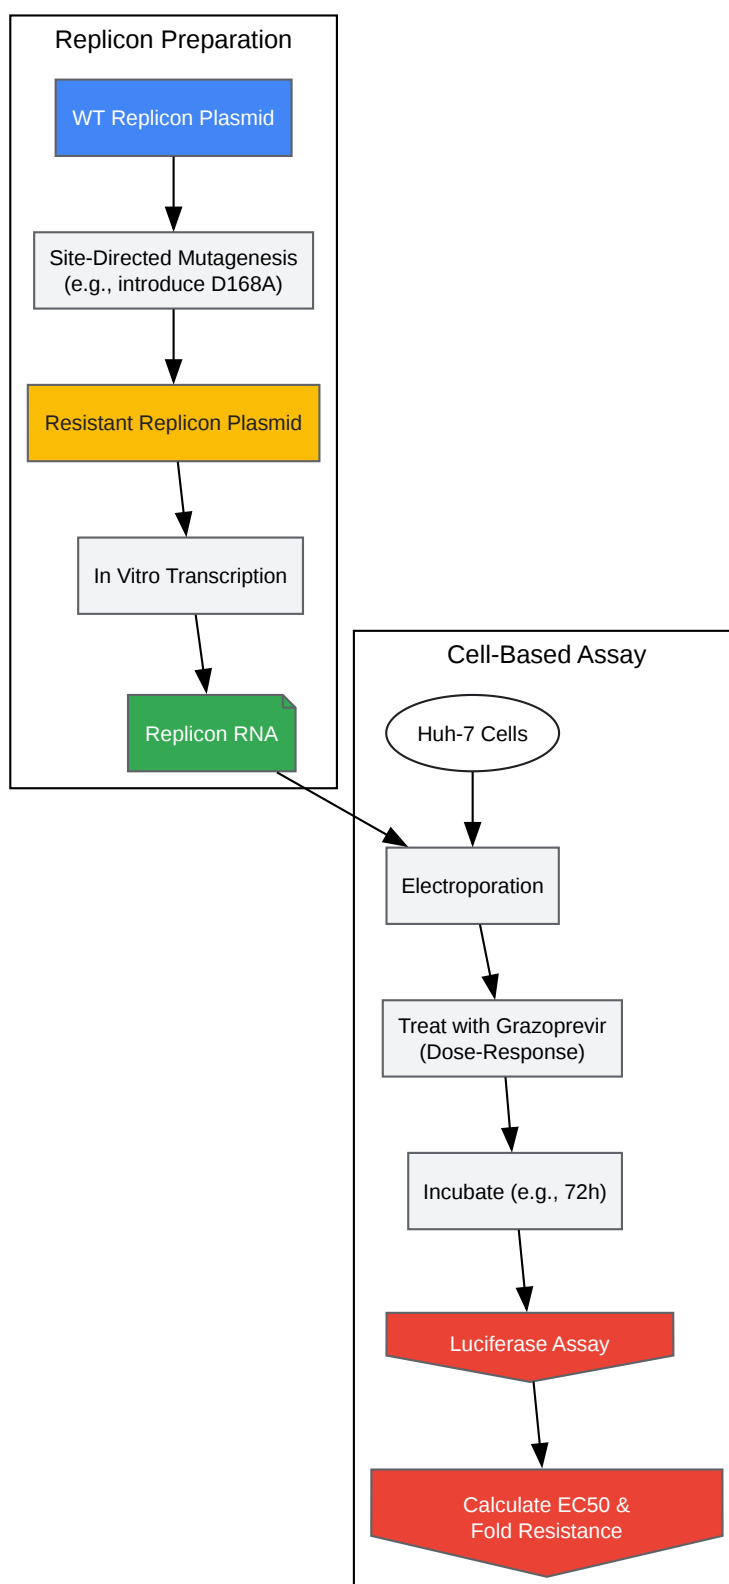 Replicon Preparation
WT Replicon Plasmid
Site-Directed Mutagenesis
(e.g., introduce D168A)
Resistant Replicon Plasmid
In Vitro Transcription
Replicon RNA
Cell-Based Assay
Huh-7 Cells
Electroporation
Treat with Grazoprevir
(Dose-Response)
Incubate (e.g., 72h)
Luciferase Assay
Calculate EC50 &
Fold Resistance